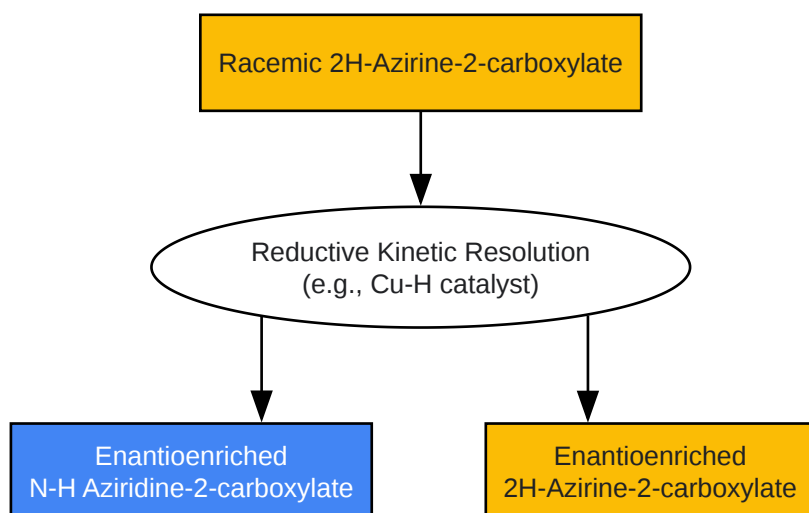 Racemic 2H-Azirine-2-carboxylate
Reductive Kinetic Resolution
(e.g., Cu-H catalyst)
Enantioenriched
N-H Aziridine-2-carboxylate
Enantioenriched
2H-Azirine-2-carboxylate